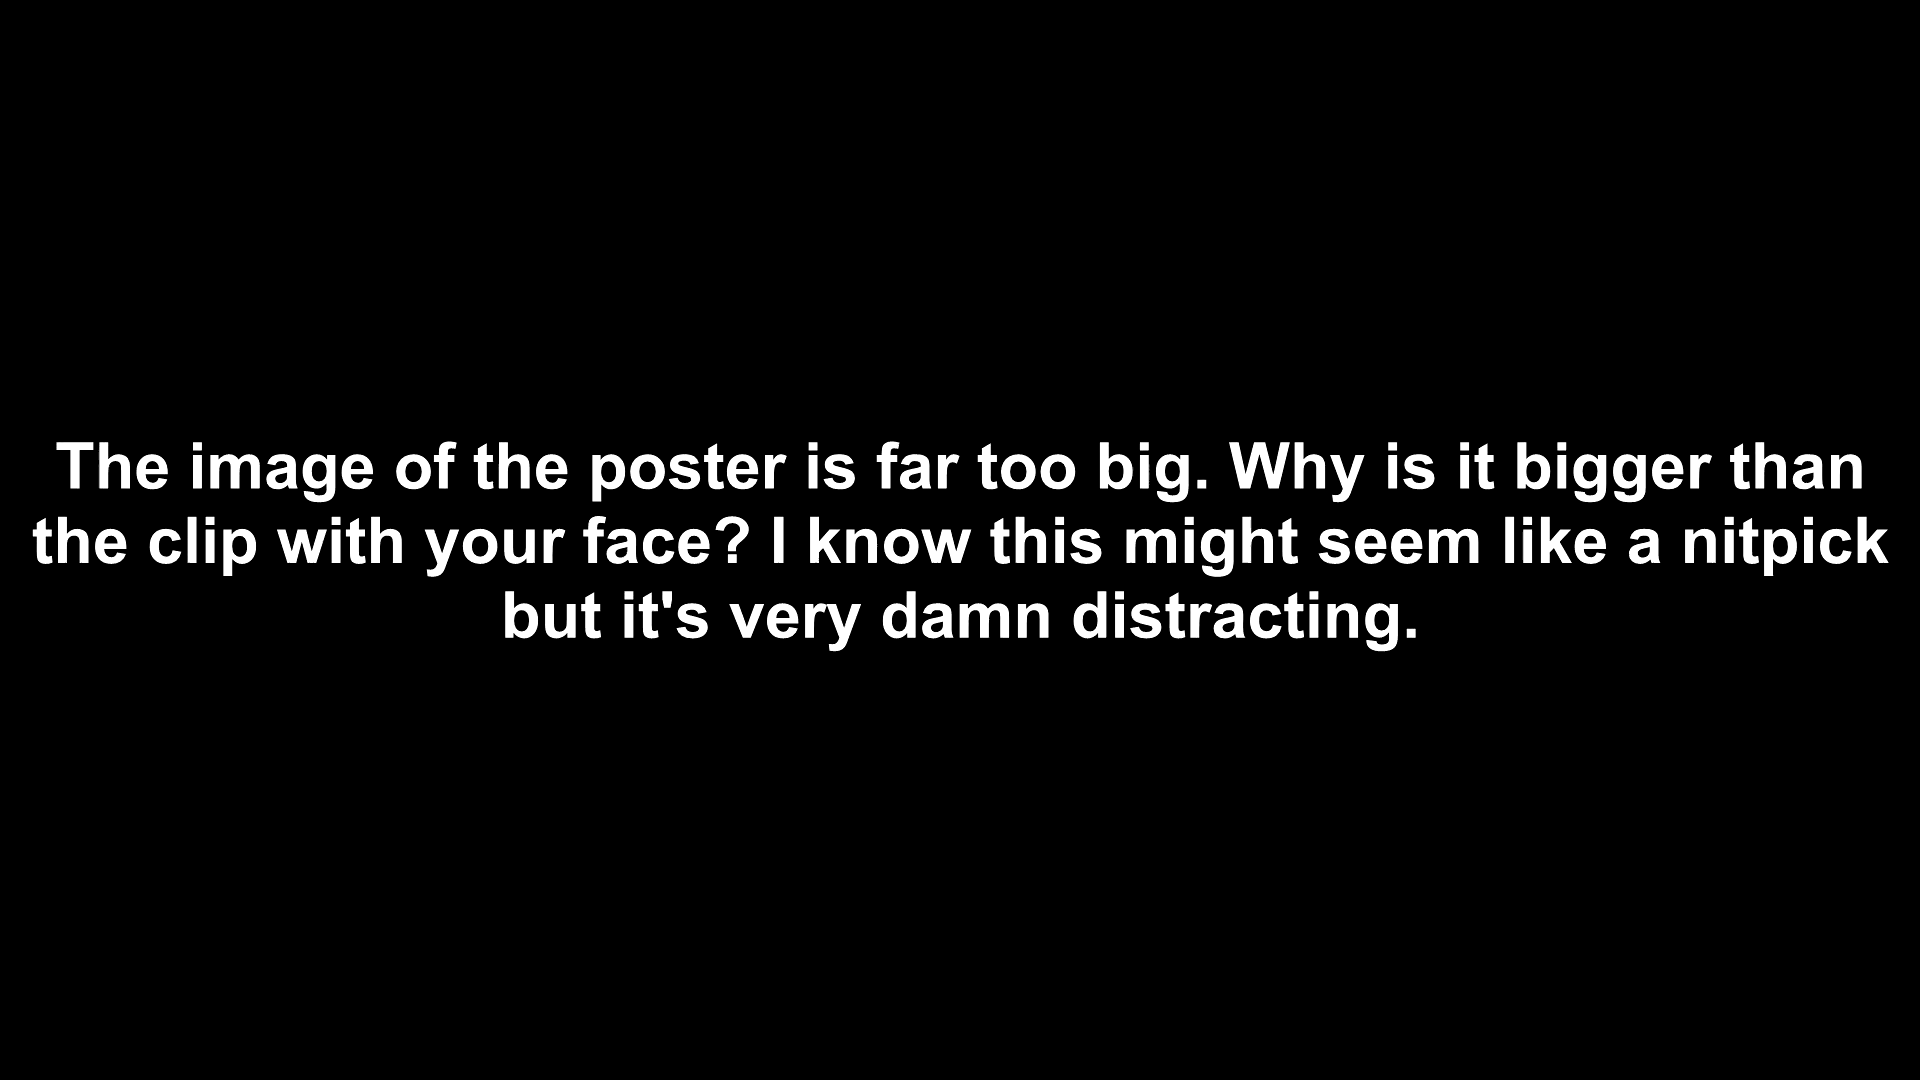 The image of the poster is far too big. Why is it bigger than
the clip with your face? I know this might seem like a nitpick
but it's very damn distracting.